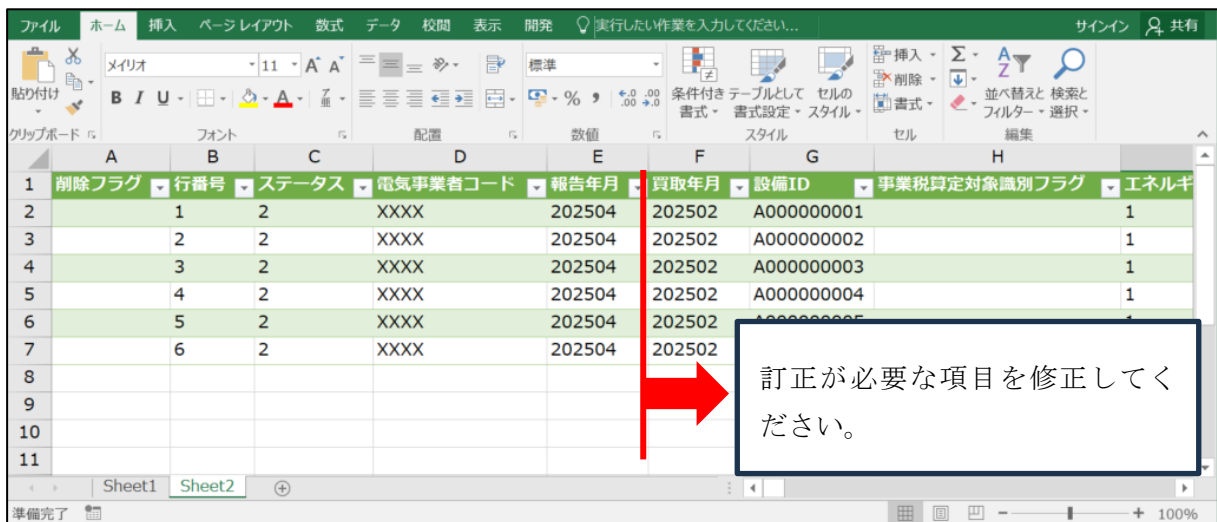 ファイル ホーム 挿入 ページ レイアウト 数式 データ 校閲 表示 開発 実行したい作業を入力してください... サインイン 共有
メイリオ 11 A A 標準 挿入 Σ A Z
貼り付け B I U A % 条件付き テーブルとして セルの 削除 並べ替えと 検索と
書式 書式設定 スタイル 書式 フィルター 選択
クリップボード フォント 配置 数値 スタイル セル 編集
A B C D E F G H
1 削除フラグ 行番号 ステータス 電気事業者コード 報告年月 買取年月 設備ID 事業税算定対象識別フラグ エネルギ
2 1 2 XXXX 202504 202502 A000000001 1
3 2 2 XXXX 202504 202502 A000000002 1
4 3 2 XXXX 202504 202502 A000000003 1
5 4 2 XXXX 202504 202502 A000000004 1
6 5 2 XXXX 202504 202502
7 6 2 XXXX 202504 202502
8
9
10
11
訂正が必要な項目を修正してく
ださい。
Sheet1 Sheet2
準備完了 100%